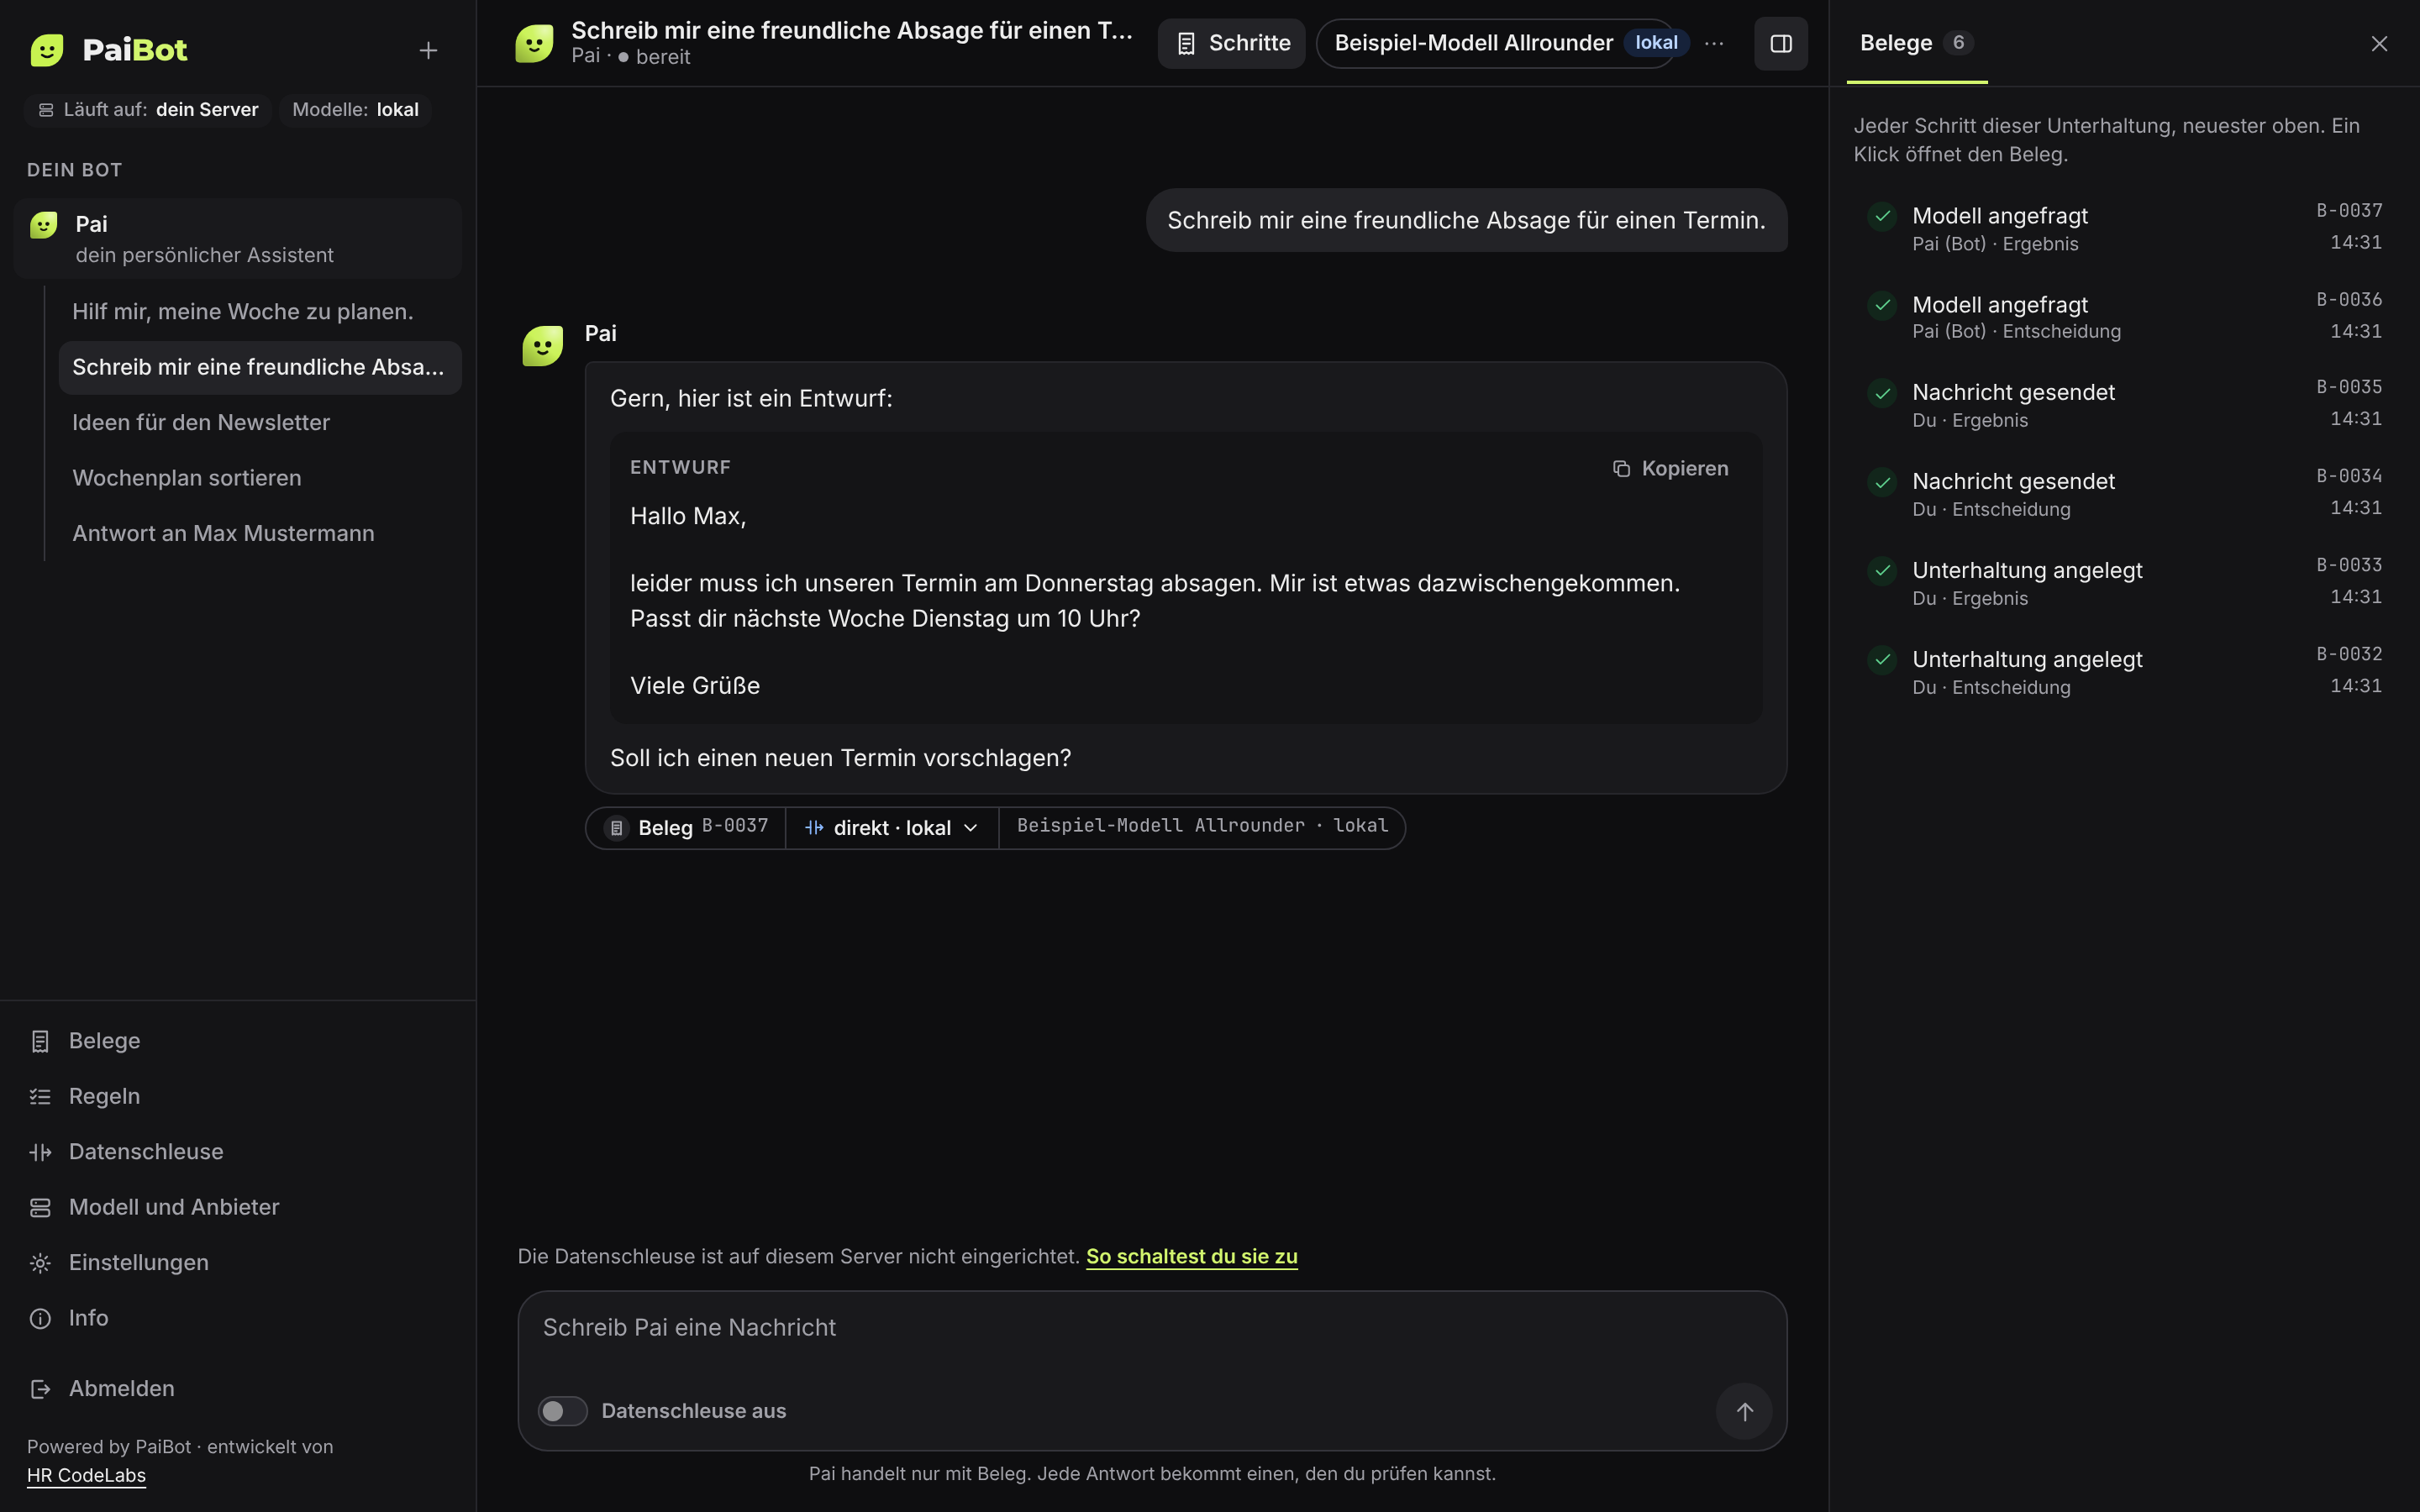 PaiBot
Läuft auf: dein Server
Modelle: lokal
DEIN BOT
Pai
dein persönlicher Assistent
Hilf mir, meine Woche zu planen.
Schreib mir eine freundliche Absa...
Ideen für den Newsletter
Wochenplan sortieren
Antwort an Max Mustermann
Belege
Regeln
Datenschleuse
Modell und Anbieter
Einstellungen
Info
Abmelden
Powered by PaiBot · entwickelt von
HR CodeLabs
Schreib mir eine freundliche Absage für einen T...
Pai · bereit
Schritte
Beispiel-Modell Allrounder lokal
Schreib mir eine freundliche Absage für einen Termin.
Pai
Gern, hier ist ein Entwurf:
ENTWURF
Kopieren
Hallo Max,
leider muss ich unseren Termin am Donnerstag absagen. Mir ist etwas dazwischengekommen.
Passt dir nächste Woche Dienstag um 10 Uhr?
Viele Grüße
Soll ich einen neuen Termin vorschlagen?
Beleg B-0037
direkt · lokal
Beispiel-Modell Allrounder · lokal
Die Datenschleuse ist auf diesem Server nicht eingerichtet. So schaltest du sie zu
Schreib Pai eine Nachricht
Datenschleuse aus
Pai handelt nur mit Beleg. Jede Antwort bekommt einen, den du prüfen kannst.
Belege 6
Jeder Schritt dieser Unterhaltung, neuester oben. Ein
Klick öffnet den Beleg.
Modell angefragt B-0037
Pai (Bot) · Ergebnis 14:31
Modell angefragt B-0036
Pai (Bot) · Entscheidung 14:31
Nachricht gesendet B-0035
Du · Ergebnis 14:31
Nachricht gesendet B-0034
Du · Entscheidung 14:31
Unterhaltung angelegt B-0033
Du · Ergebnis 14:31
Unterhaltung angelegt B-0032
Du · Entscheidung 14:31